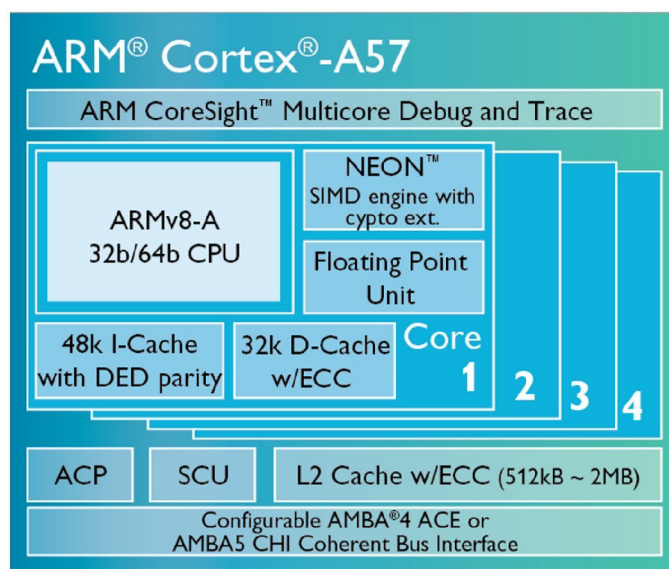 ARM® Cortex®-A57
ARM CoreSight™ Multicore Debug and Trace
ARMv8-A
32b/64b CPU
NEON™
SIMD engine with
cypto ext.
Floating Point
Unit
48k I-Cache
with DED parity
32k D-Cache
w/ECC
Core
1
2
3
4
ACP
SCU
L2 Cache w/ECC (512kB ~ 2MB)
Configurable AMBA®4 ACE or
AMBA5 CHI Coherent Bus Interface